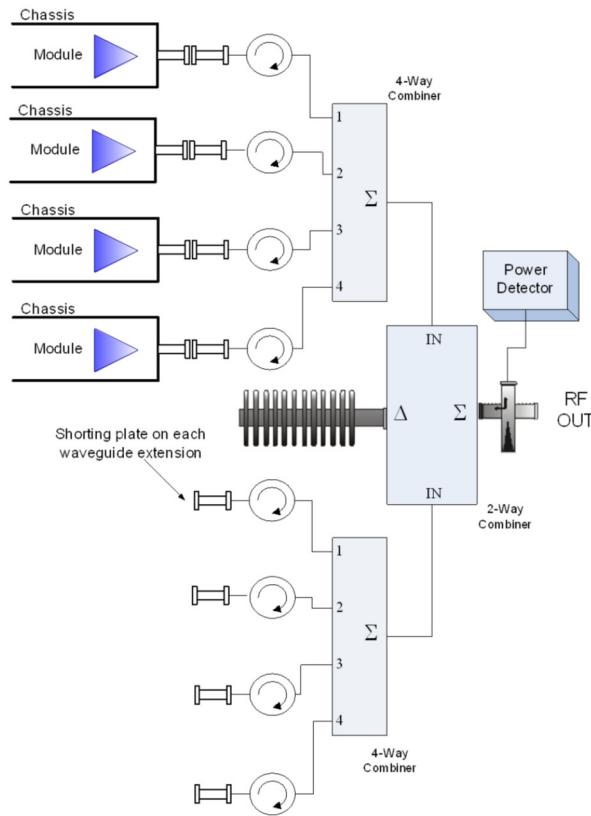 Chassis
Module
4-Way
Combiner
1
Chassis
Module
2
Σ
Chassis
Module
3
Chassis
Module
4
Power
Detector
IN
Δ
Σ
RF
OUT
Shorting plate on each
waveguide extension
IN
2-Way
Combiner
1
2
Σ
3
4
4-Way
Combiner